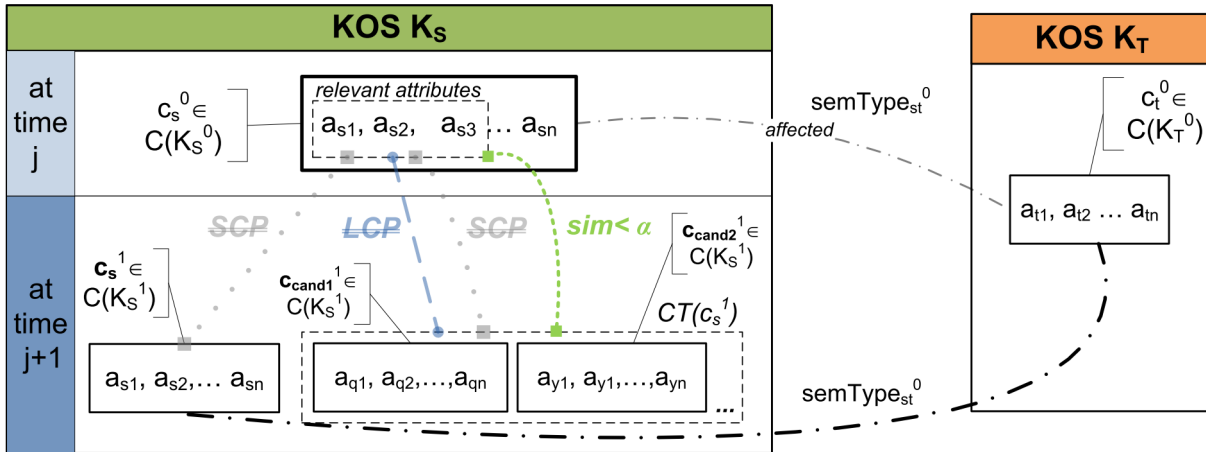 KOS K_S
KOS K_T
at time j
c_s^0 ∈ C(K_S^0)
relevant attributes
a_s1, a_s2, a_s3 ... a_sn
semType_st^0
affected
c_t^0 ∈ C(K_T^0)
a_t1, a_t2 ... a_tn
at time j+1
SCP
LCP
SCP
sim< α
c_s^1 ∈ C(K_S^1)
c_cand1^1 ∈ C(K_S^1)
c_cand2^1 ∈ C(K_S^1)
CT(c_s^1)
a_s1, a_s2,... a_sn
a_q1, a_q2,...,a_qn
a_y1, a_y1,...,a_yn
...
semType_st^0